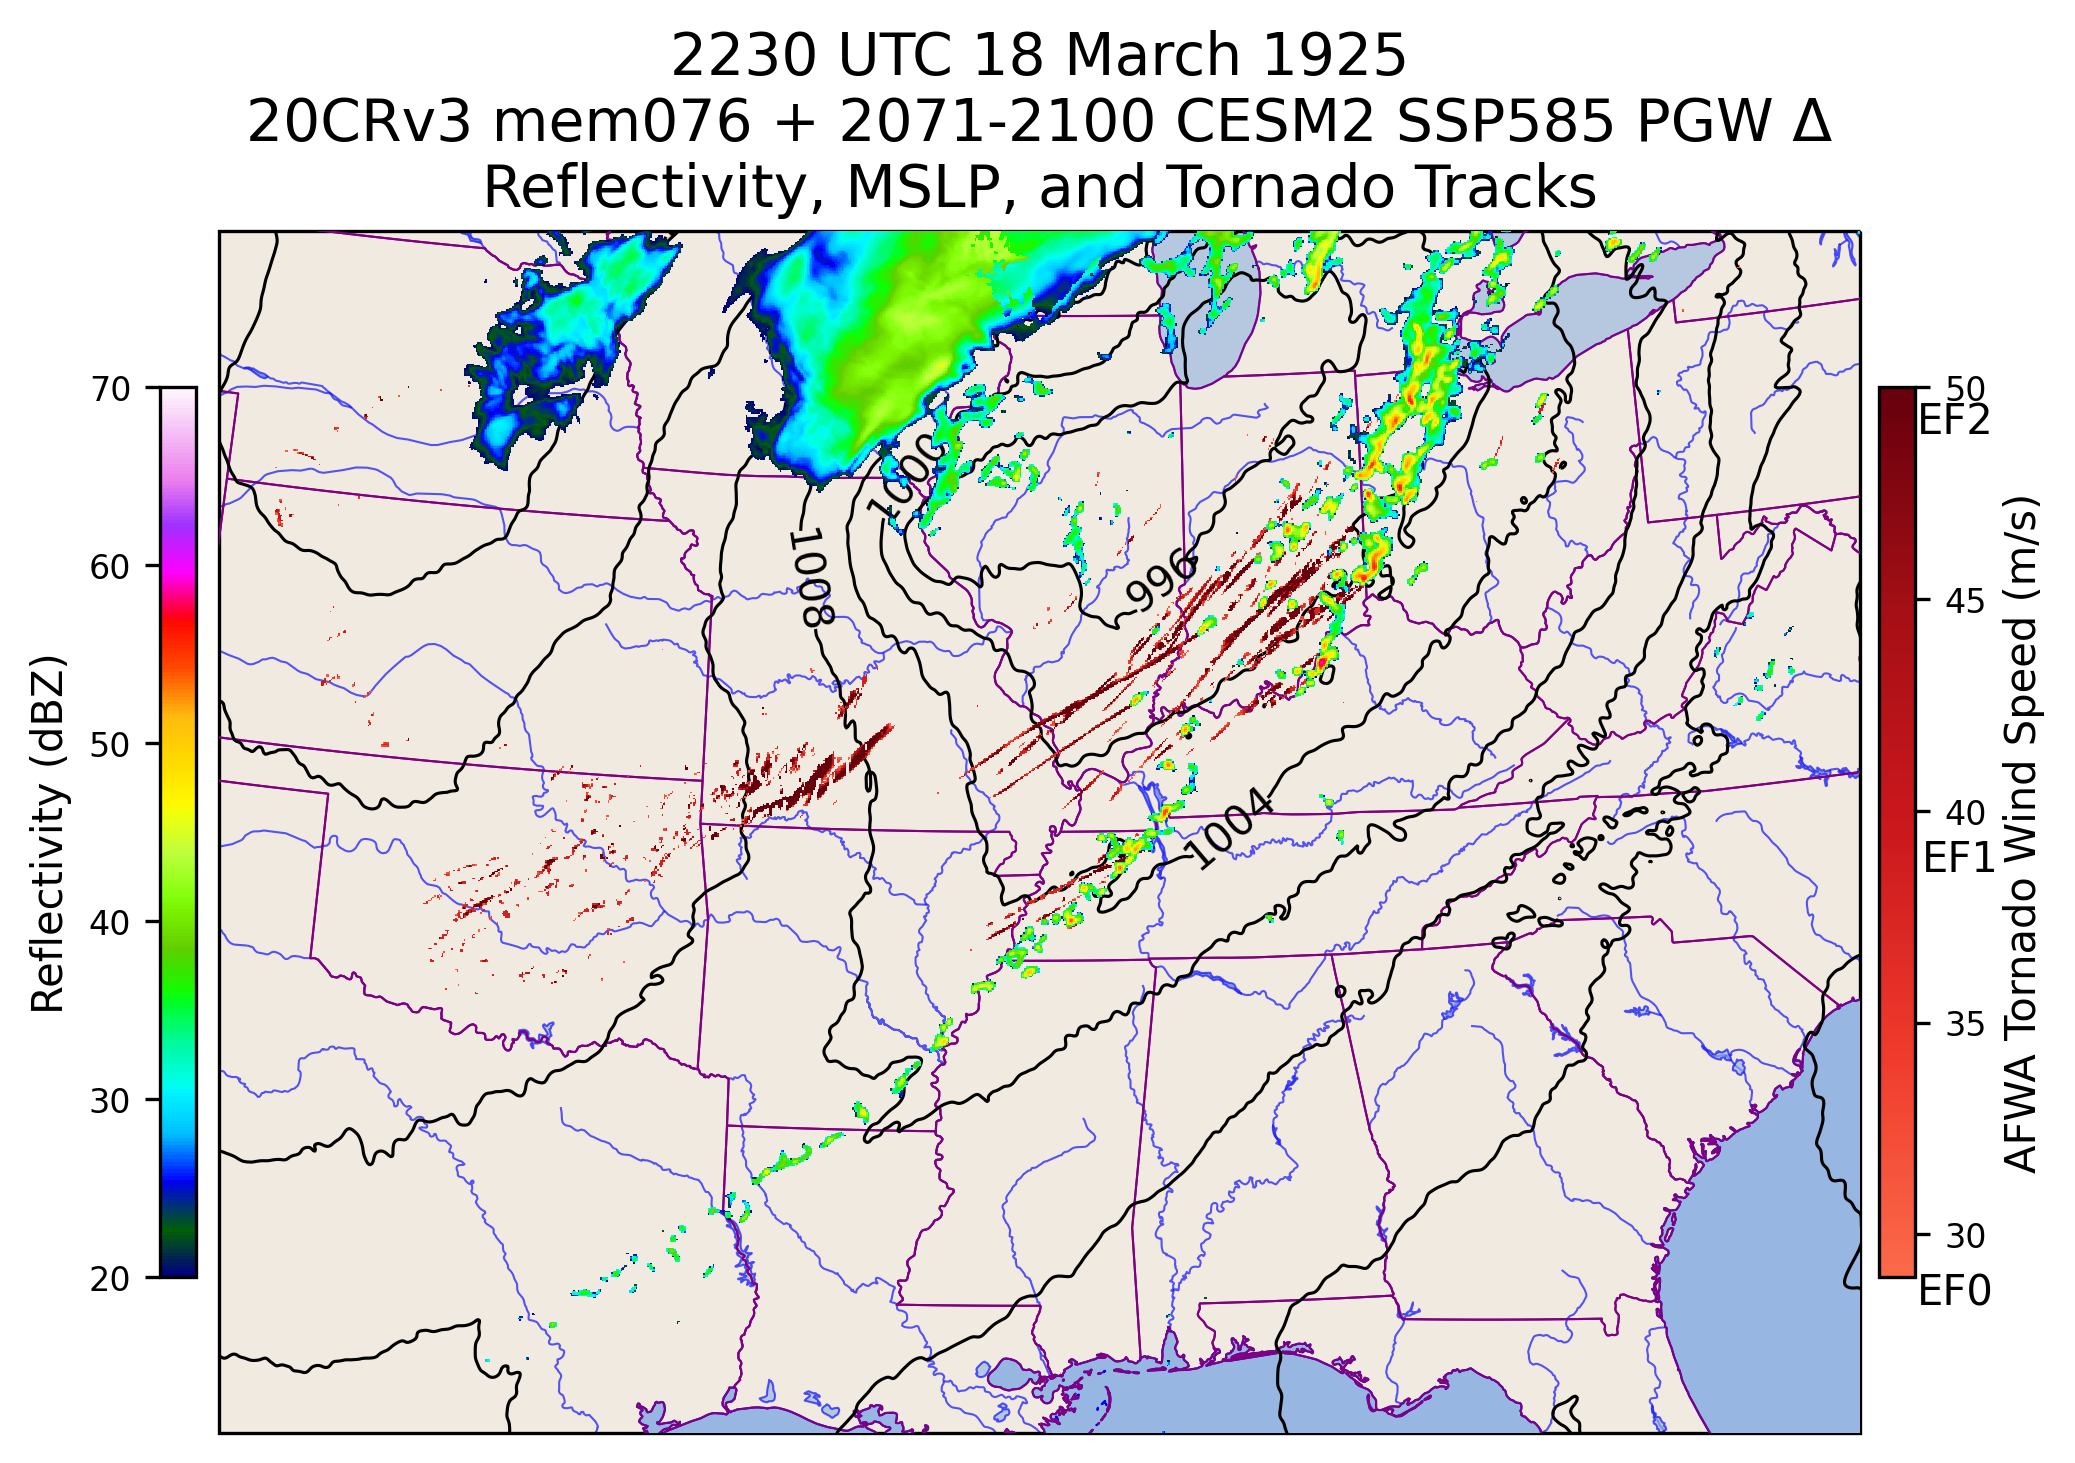 2230 UTC 18 March 1925
20CRv3 mem076 + 2071-2100 CESM2 SSP585 PGW Δ
Reflectivity, MSLP, and Tornado Tracks
Reflectivity (dBZ)
70
60
50
40
30
20
1000
1008
996
1004
50
EF2
45
40
EF1
35
30
EF0
AFWA Tornado Wind Speed (m/s)